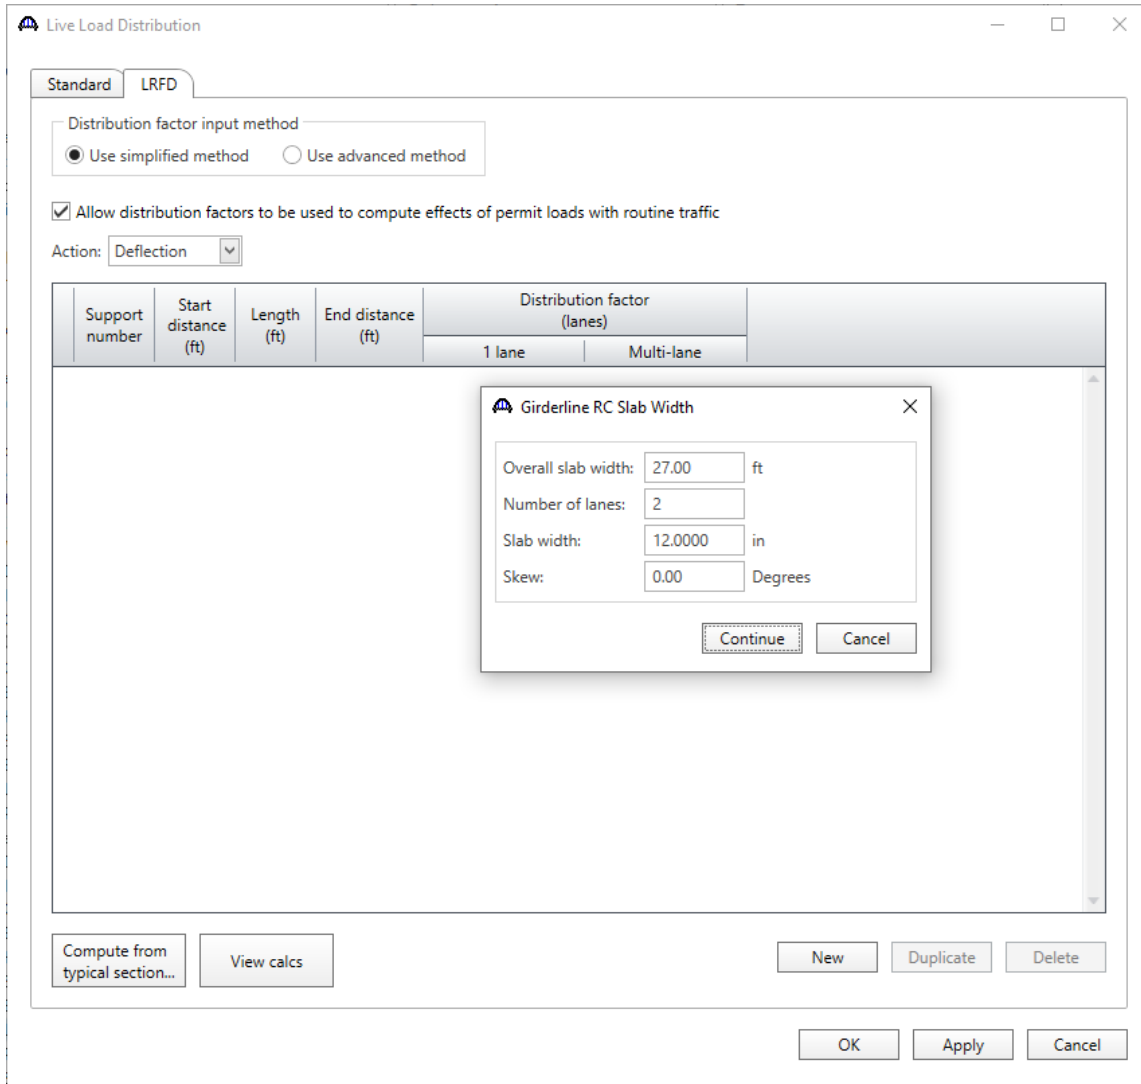 Live Load Distribution
Standard LRFD
Distribution factor input method
Use simplified method Use advanced method
Allow distribution factors to be used to compute effects of permit loads with routine traffic
Action: Deflection
Support number
Start distance (ft)
Length (ft)
End distance (ft)
Distribution factor (lanes)
1 lane Multi-lane
Girderline RC Slab Width
Overall slab width: 27.00 ft
Number of lanes: 2
Slab width: 12.0000 in
Skew: 0.00 Degrees
Continue Cancel
Compute from typical section...
View calcs
New Duplicate Delete
OK Apply Cancel